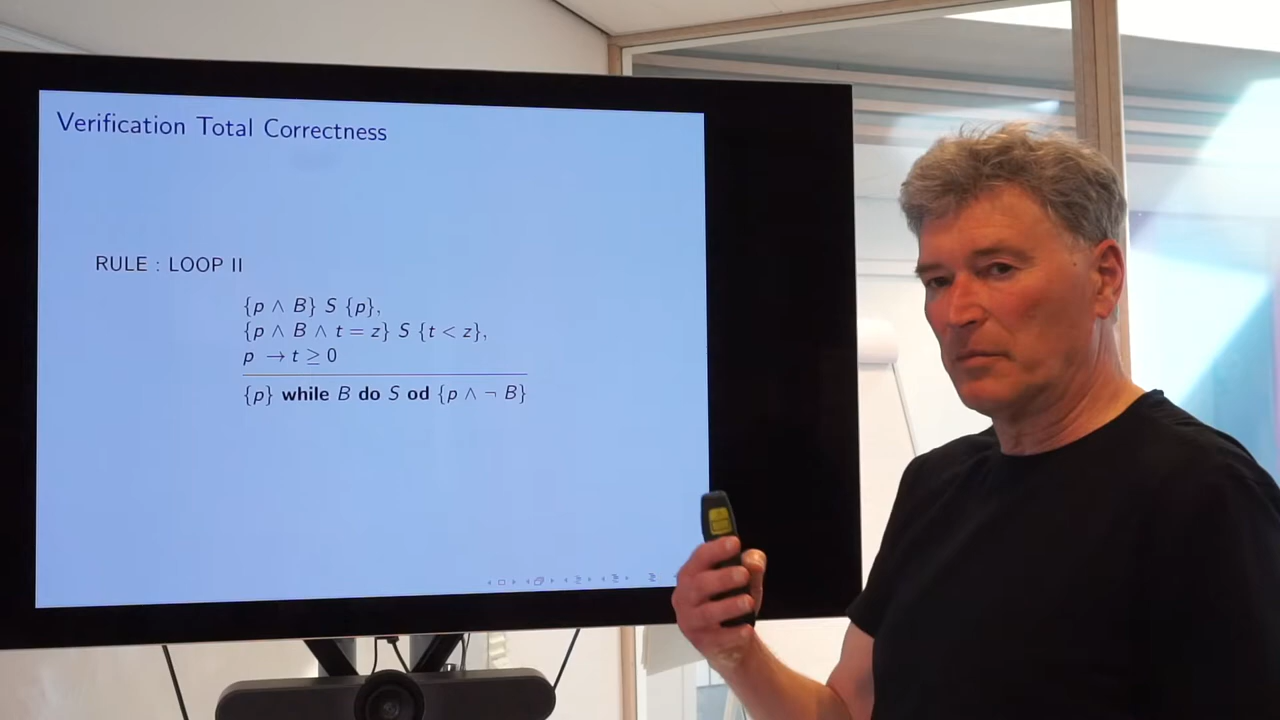 Verification Total Correctness
RULE : LOOP II
{p ∧ B} S {p},
{p ∧ B ∧ t = z} S {t < z},
p → t ≥ 0
{p} while B do S od {p ∧ ¬ B}